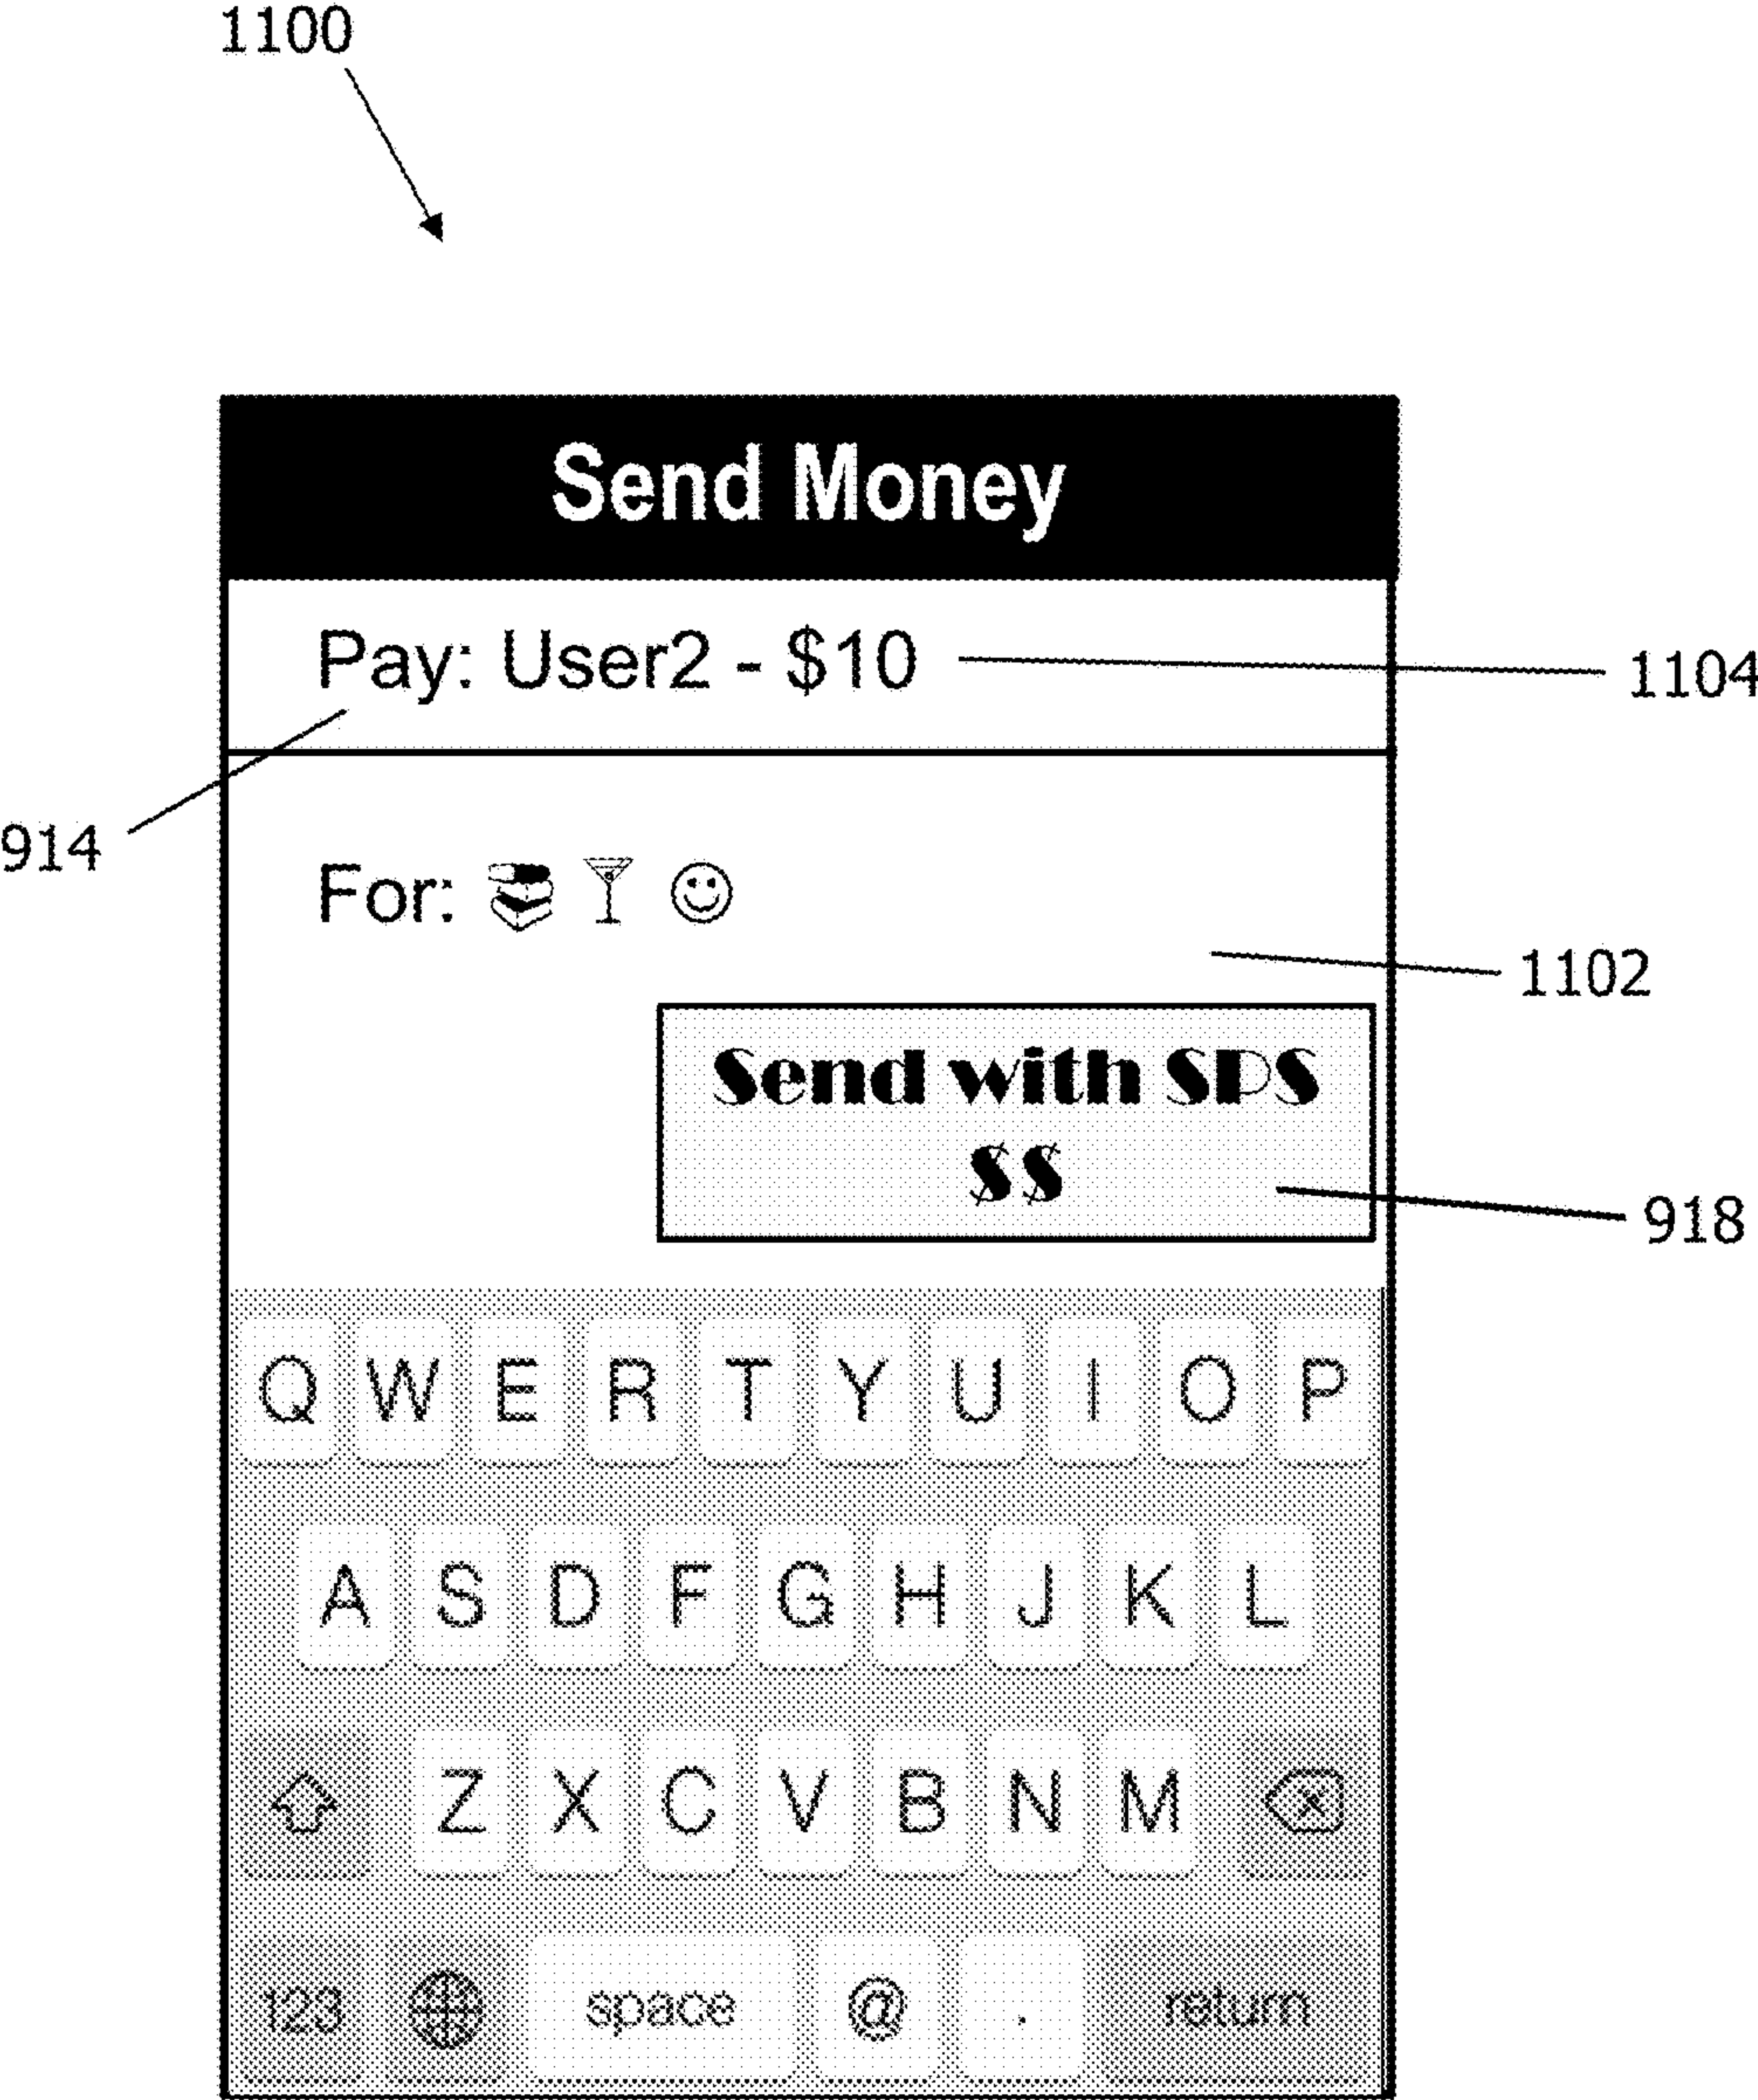 1100
Send Money
Pay: User2 - $10
1104
914
For:
1102
Send with SPS
$$
918
Q W E R T Y U I O P
A S D F G H J K L
Z X C V B N M
123 space @ . return